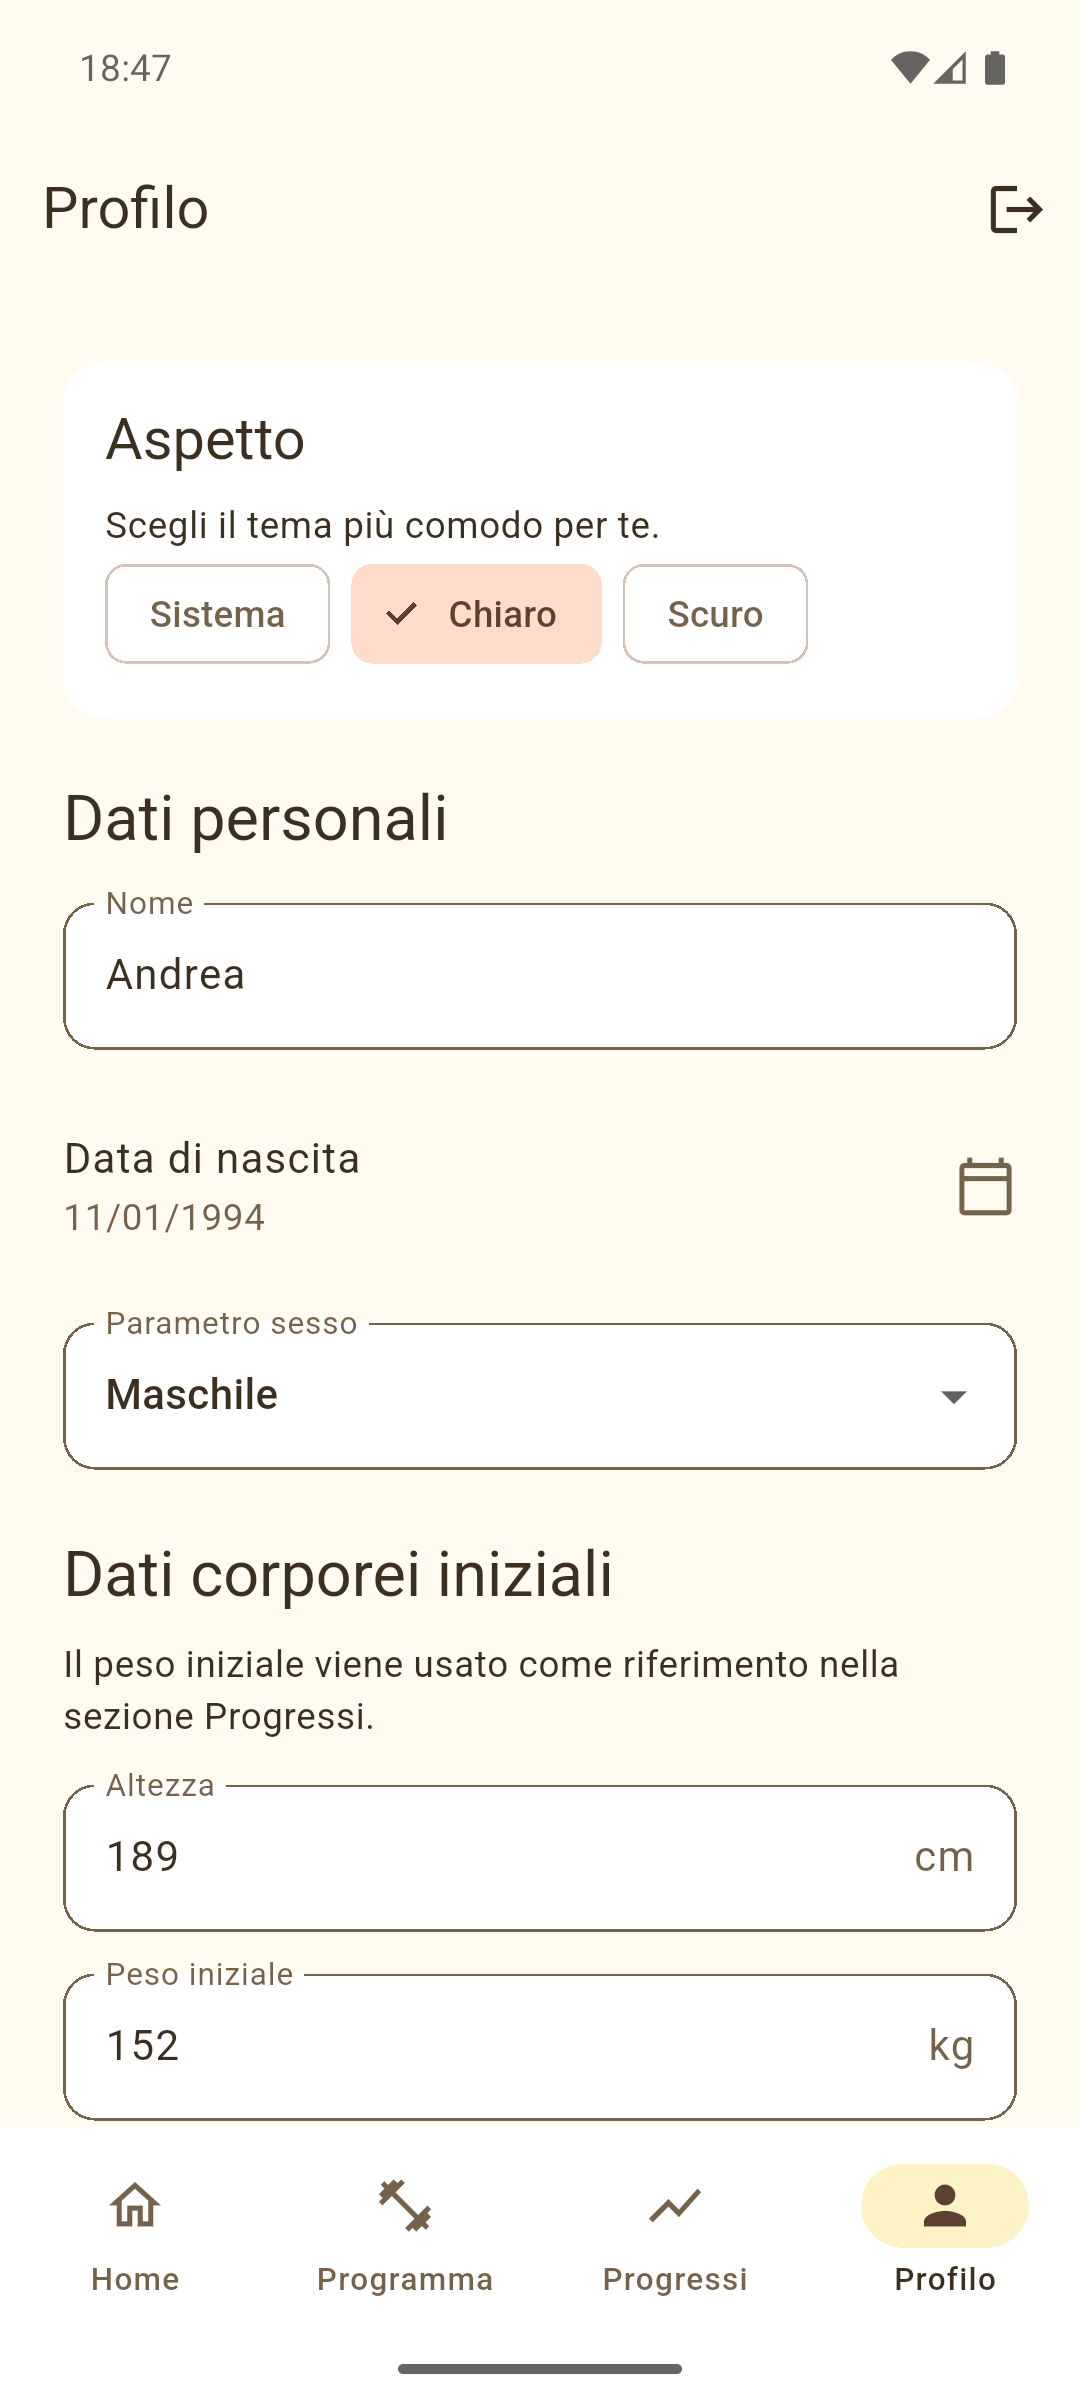 18:47
Profilo
Aspetto
Scegli il tema più comodo per te.
Sistema
Chiaro
Scuro
Dati personali
Nome
Andrea
Data di nascita
11/01/1994
Parametro sesso
Maschile
Dati corporei iniziali
Il peso iniziale viene usato come riferimento nella
sezione Progressi.
Altezza
189 cm
Peso iniziale
152 kg
Home
Programma
Progressi
Profilo